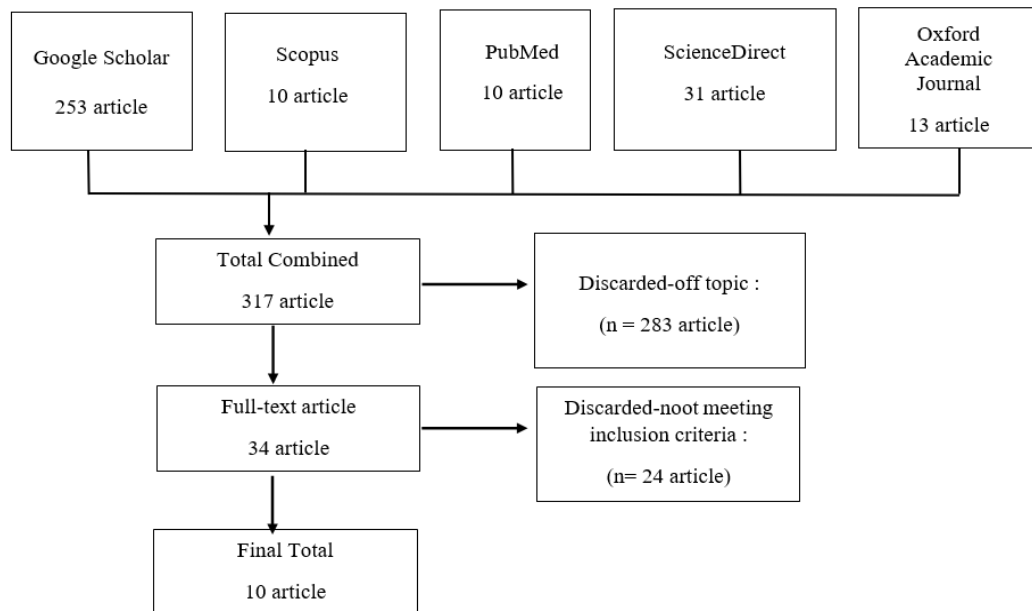 Google Scholar
253 article
Scopus
10 article
PubMed
10 article
ScienceDirect
31 article
Oxford
Academic
Journal
13 article
Total Combined
317 article
Discarded-off topic :
(n = 283 article)
Full-text article
34 article
Discarded-noot meeting
inclusion criteria :
(n= 24 article)
Final Total
10 article